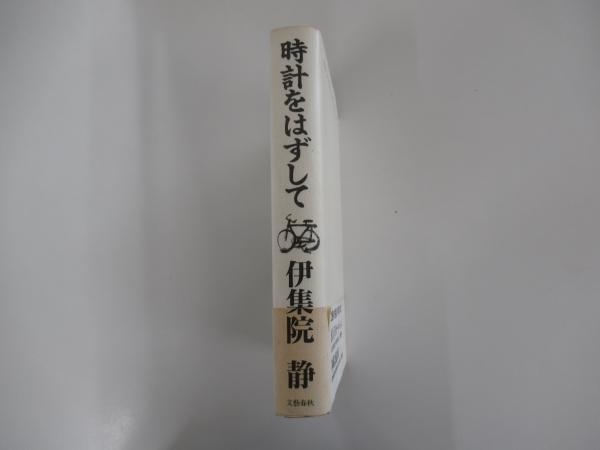 時計をはずして
伊集院 静
文藝春秋